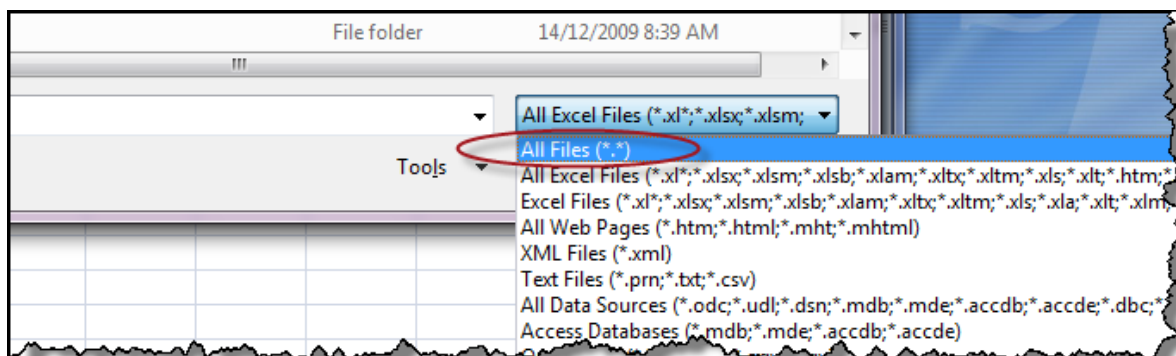 File folder 14/12/2009 8:39 AM
All Excel Files (*.xl*;*.xlsx;*.xlsm;
All Files (*.*)
Tools
All Excel Files (*.xl*;*.xlsx;*.xlsm;*.xlsb;*.xlam;*.xltx;*.xltm;*.xls;*.xlt;*.htm;*
Excel Files (*.xl*;*.xlsx;*.xlsm;*.xlsb;*.xlam;*.xltx;*.xltm;*.xls;*.xla;*.xlt;*.xlm
All Web Pages (*.htm;*.html;*.mht;*.mhtml)
XML Files (*.xml)
Text Files (*.prn;*.txt;*.csv)
All Data Sources (*.odc;*.udl;*.dsn;*.mdb;*.mde;*.accdb;*.accde;*.dbc;*
Access Databases (*.mdb;*.mde;*.accdb;*.accde)